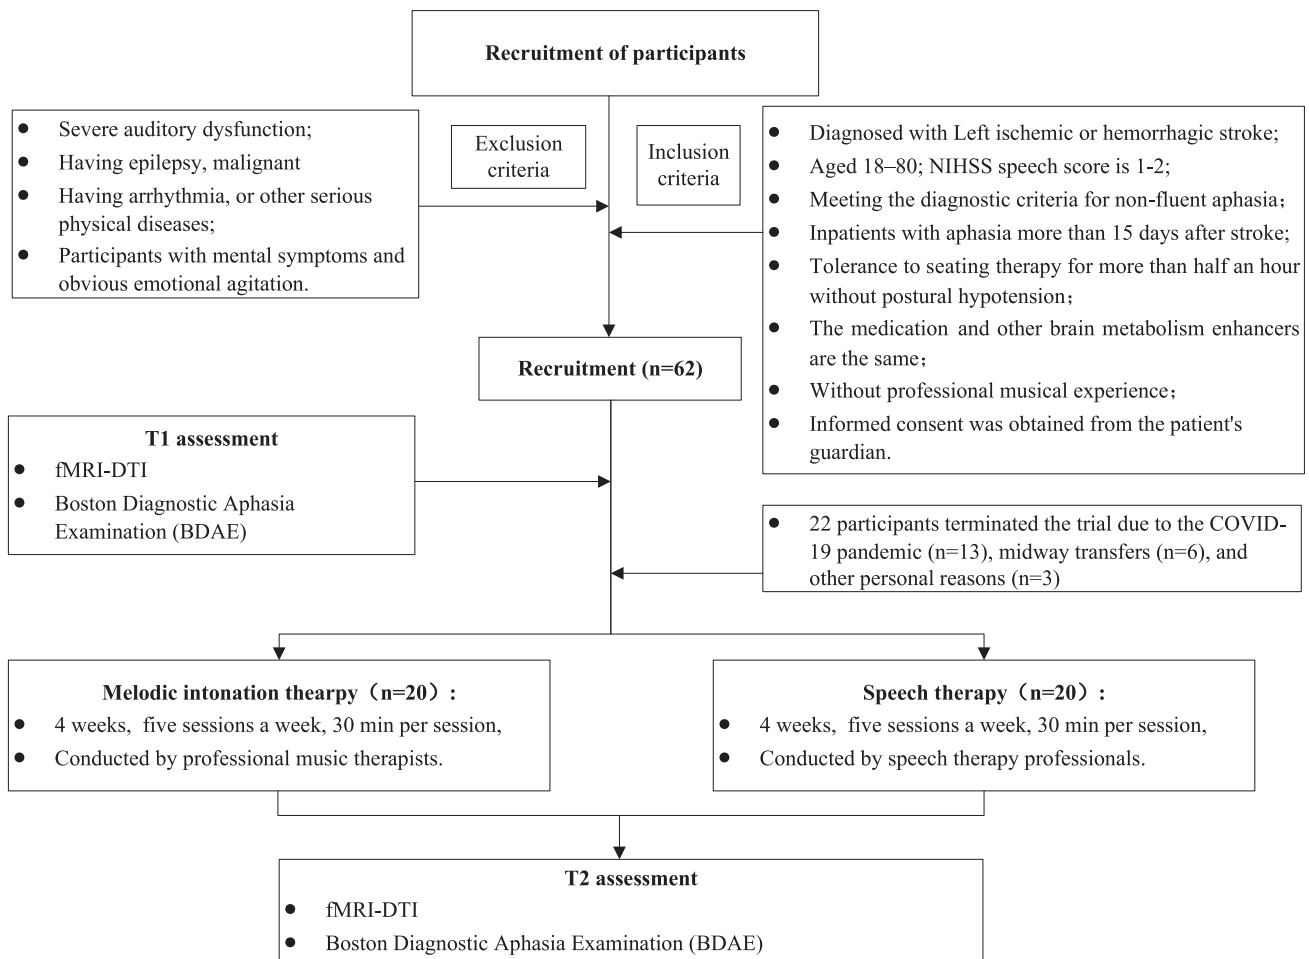 Recruitment of participants
● Severe auditory dysfunction;
● Having epilepsy, malignant
● Having arrhythmia, or other serious
physical diseases;
● Participants with mental symptoms and
obvious emotional agitation.
Exclusion
criteria
Inclusion
criteria
● Diagnosed with Left ischemic or hemorrhagic stroke;
● Aged 18–80; NIHSS speech score is 1-2;
● Meeting the diagnostic criteria for non-fluent aphasia;
● Inpatients with aphasia more than 15 days after stroke;
● Tolerance to seating therapy for more than half an hour
without postural hypotension;
● The medication and other brain metabolism enhancers
are the same;
● Without professional musical experience;
● Informed consent was obtained from the patient's
guardian.
Recruitment (n=62)
T1 assessment
● fMRI-DTI
● Boston Diagnostic Aphasia
Examination (BDAE)
● 22 participants terminated the trial due to the COVID-
19 pandemic (n=13), midway transfers (n=6), and
other personal reasons (n=3)
Melodic intonation thearpy（n=20）:
● 4 weeks, five sessions a week, 30 min per session,
● Conducted by professional music therapists.
Speech therapy（n=20）:
● 4 weeks, five sessions a week, 30 min per session,
● Conducted by speech therapy professionals.
T2 assessment
● fMRI-DTI
● Boston Diagnostic Aphasia Examination (BDAE)